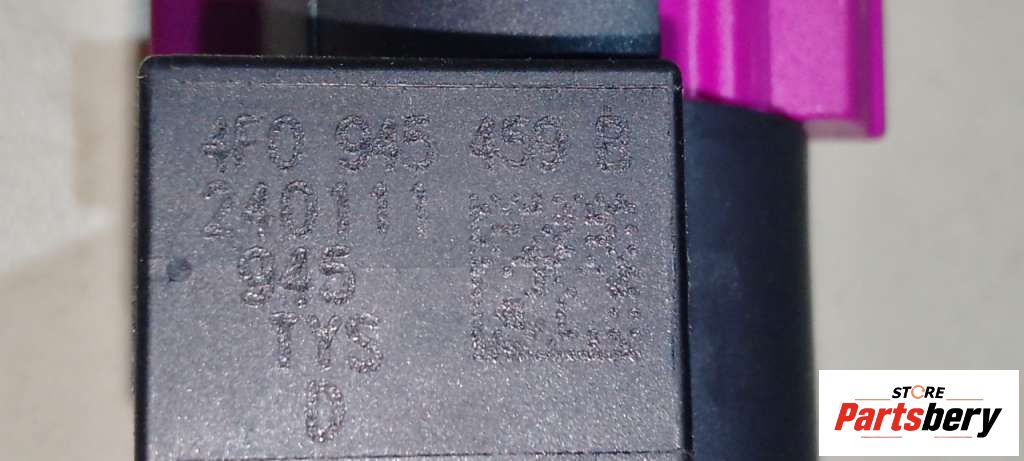 4F0 945 459 B
240111
945
TYS
D
STORE
Partsbery